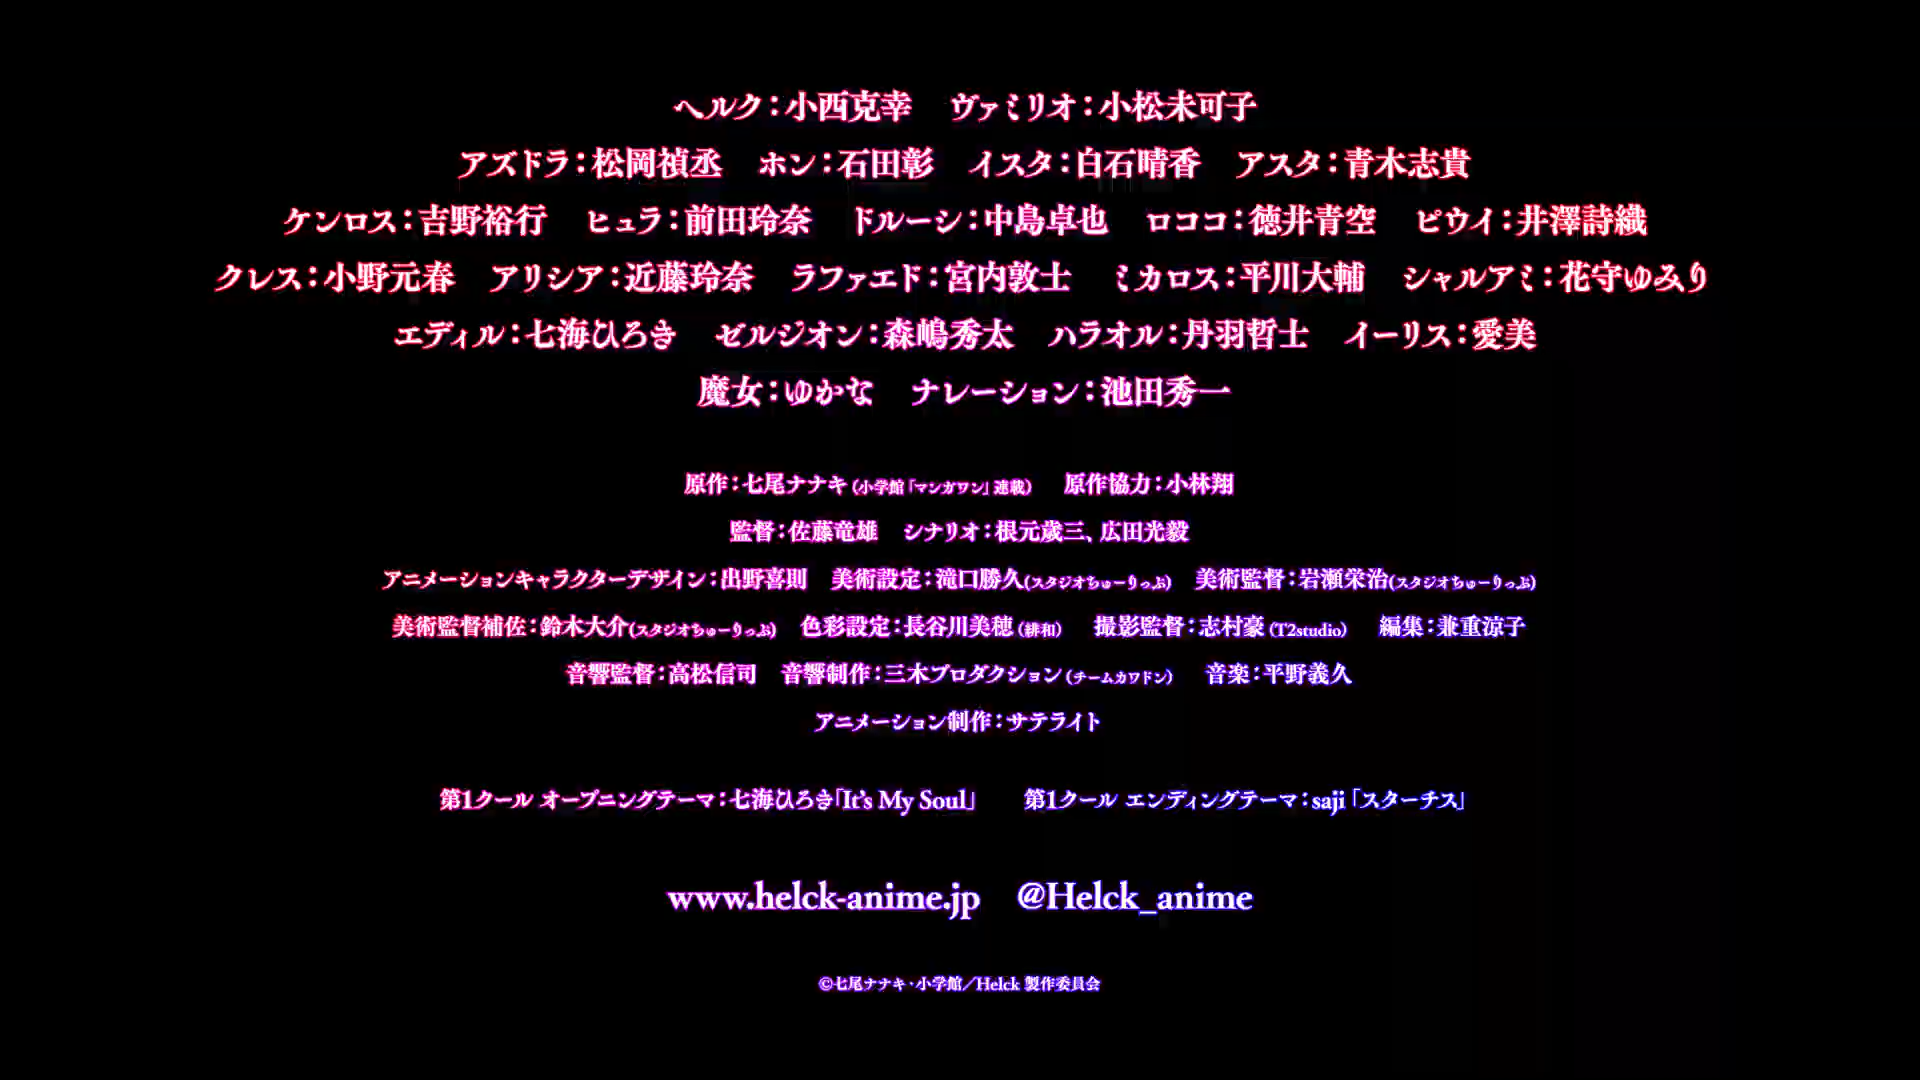 ヘルク：小西克幸　ヴァミリオ：小松未可子
アズドラ：松岡禎丞　ホン：石田彰　イスタ：白石晴香　アスタ：青木志貴
ケンロス：吉野裕行　ヒュラ：前田玲奈　ドルーシ：中島卓也　ロココ：徳井青空　ピウイ：井澤詩織
クレス：小野元春　アリシア：近藤玲奈　ラファエド：宮内敦士　ミカロス：平川大輔　シャルアミ：花守ゆみり
エディル：七海ひろき　ゼルジオン：森嶋秀太　ハラオル：丹羽哲士　イーリス：愛美
魔女：ゆかな　ナレーション：池田秀一
原作：七尾ナナキ（小学館「マンガワン」連載）　原作協力：小林翔
監督：佐藤竜雄　シナリオ：根元歳三、広田光毅
アニメーションキャラクターデザイン：出野喜則　美術設定：滝口勝久(スタジオちゅーりっぷ)　美術監督：岩瀬栄治(スタジオちゅーりっぷ)
美術監督補佐：鈴木大介(スタジオちゅーりっぷ)　色彩設定：長谷川美穂（緋和）　撮影監督：志村豪（T2studio）　編集：兼重涼子
音響監督：高松信司　音響制作：三木プロダクション（チームカワドン）　音楽：平野義久
アニメーション制作：サテライト
第1クール オープニングテーマ：七海ひろき「It's My Soul」　第1クール エンディングテーマ：saji「スターチス」
www.helck-anime.jp　@Helck_anime
©七尾ナナキ・小学館／Helck 製作委員会